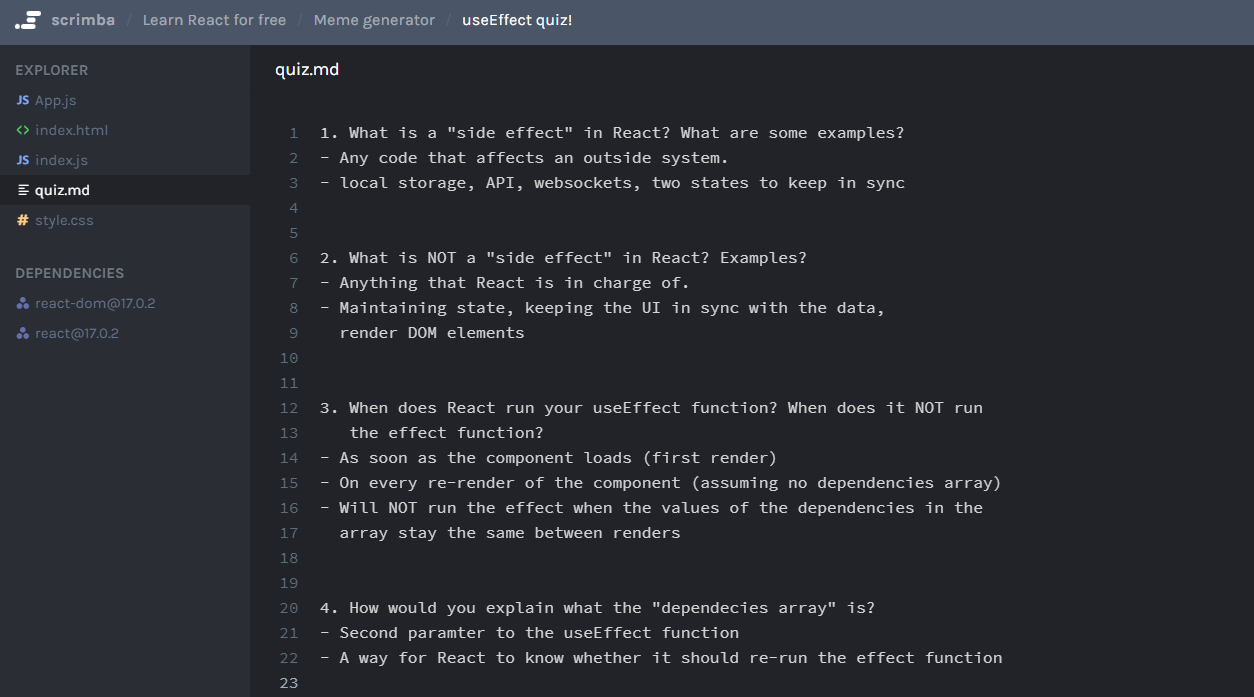 scrimba / Learn React for free / Meme generator / useEffect quiz!
EXPLORER
JS App.js
<> index.html
JS index.js
quiz.md
# style.css
DEPENDENCIES
react-dom@17.0.2
react@17.0.2
quiz.md
1 1. What is a "side effect" in React? What are some examples?
2 - Any code that affects an outside system.
3 - local storage, API, websockets, two states to keep in sync
4
5
6 2. What is NOT a "side effect" in React? Examples?
7 - Anything that React is in charge of.
8 - Maintaining state, keeping the UI in sync with the data,
9 render DOM elements
10
11
12 3. When does React run your useEffect function? When does it NOT run
13 the effect function?
14 - As soon as the component loads (first render)
15 - On every re-render of the component (assuming no dependencies array)
16 - Will NOT run the effect when the values of the dependencies in the
17 array stay the same between renders
18
19
20 4. How would you explain what the "dependecies array" is?
21 - Second paramter to the useEffect function
22 - A way for React to know whether it should re-run the effect function
23